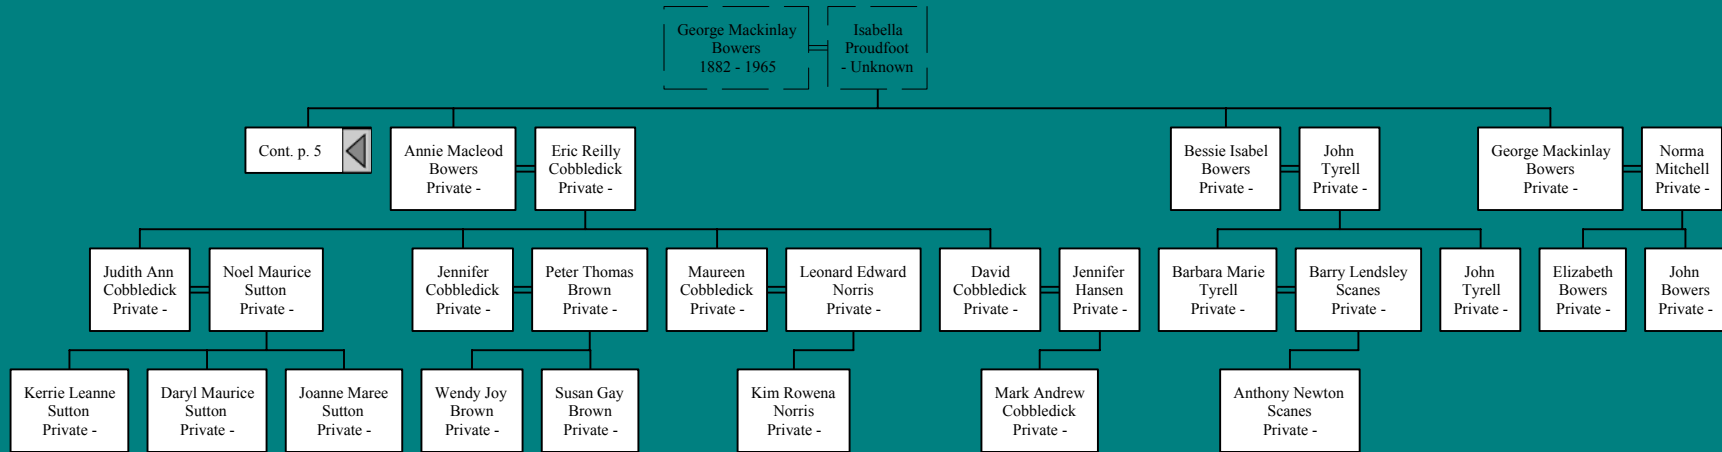 George Mackinlay
Bowers
1882 - 1965
Isabella
Proudfoot
- Unknown
Cont. p. 5
Annie Macleod
Bowers
Private -
Eric Reilly
Cobbledick
Private -
Bessie Isabel
Bowers
Private -
John
Tyrell
Private -
George Mackinlay
Bowers
Private -
Norma
Mitchell
Private -
Judith Ann
Cobbledick
Private -
Noel Maurice
Sutton
Private -
Jennifer
Cobbledick
Private -
Peter Thomas
Brown
Private -
Maureen
Cobbledick
Private -
Leonard Edward
Norris
Private -
David
Cobbledick
Private -
Jennifer
Hansen
Private -
Barbara Marie
Tyrell
Private -
Barry Lendsley
Scanes
Private -
John
Tyrell
Private -
Elizabeth
Bowers
Private -
John
Bowers
Private -
Kerrie Leanne
Sutton
Private -
Daryl Maurice
Sutton
Private -
Joanne Maree
Sutton
Private -
Wendy Joy
Brown
Private -
Susan Gay
Brown
Private -
Kim Rowena
Norris
Private -
Mark Andrew
Cobbledick
Private -
Anthony Newton
Scanes
Private -